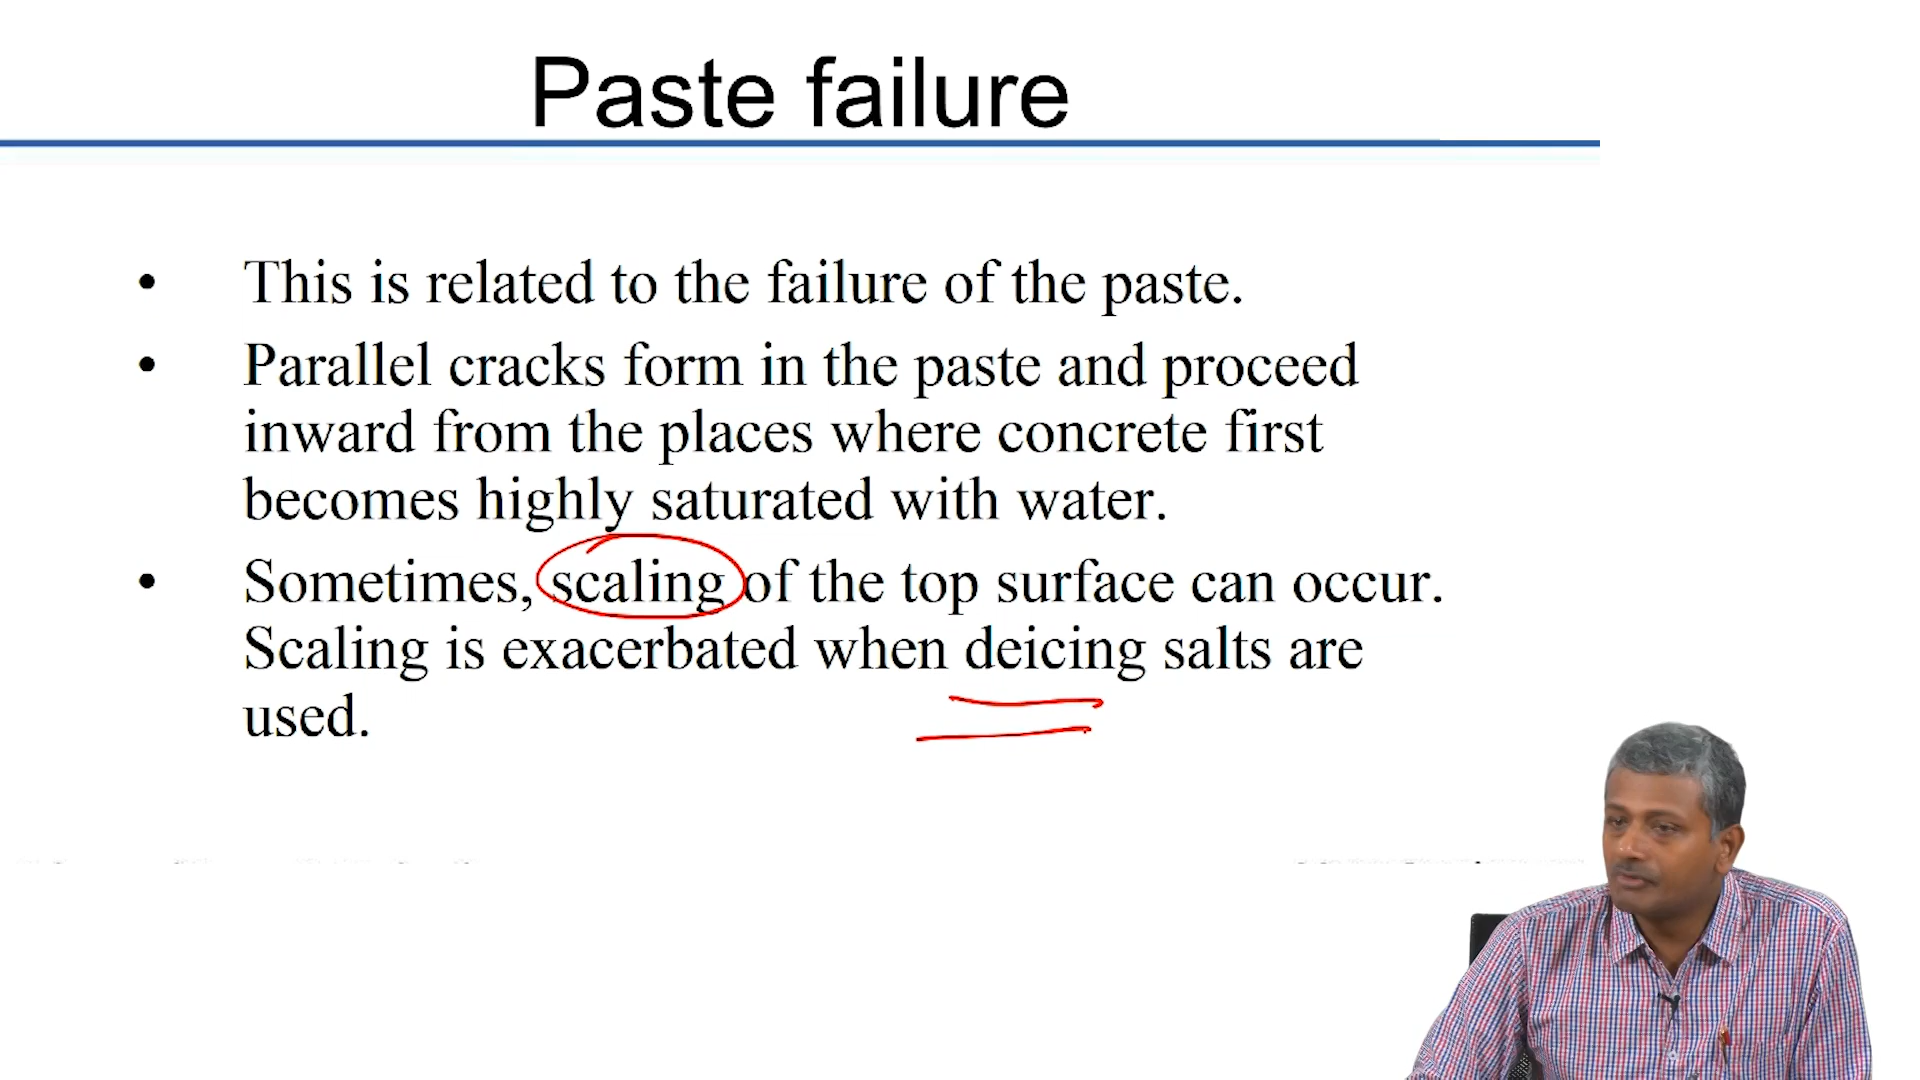 Paste failure
• This is related to the failure of the paste.
• Parallel cracks form in the paste and proceed
inward from the places where concrete first
becomes highly saturated with water.
• Sometimes, scaling of the top surface can occur.
Scaling is exacerbated when deicing salts are
used.